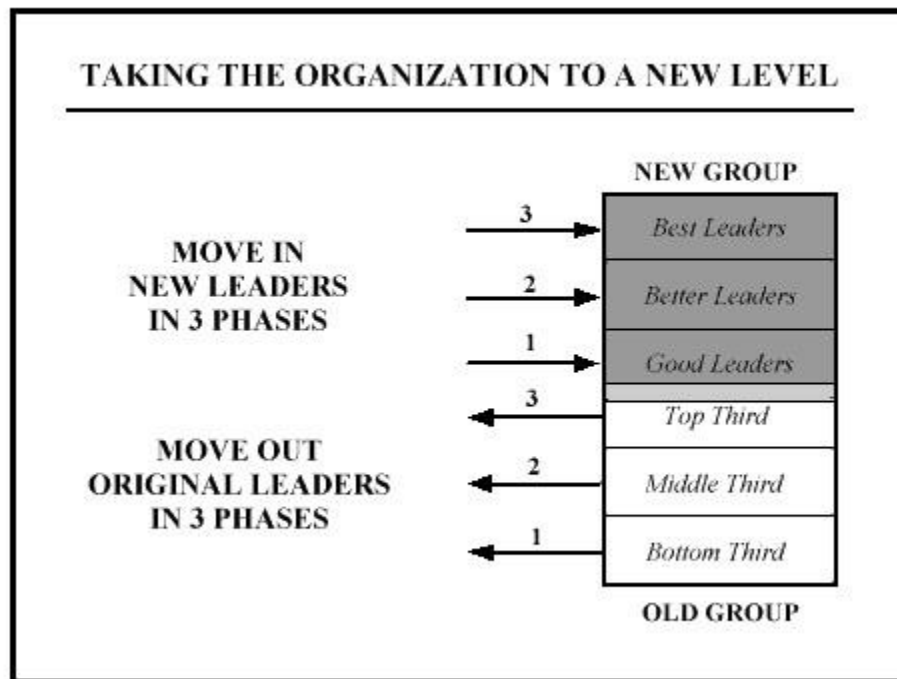 TAKING THE ORGANIZATION TO A NEW LEVEL
NEW GROUP
MOVE IN
NEW LEADERS
IN 3 PHASES
3
Best Leaders
2
Better Leaders
1
Good Leaders
MOVE OUT
ORIGINAL LEADERS
IN 3 PHASES
3
Top Third
2
Middle Third
1
Bottom Third
OLD GROUP